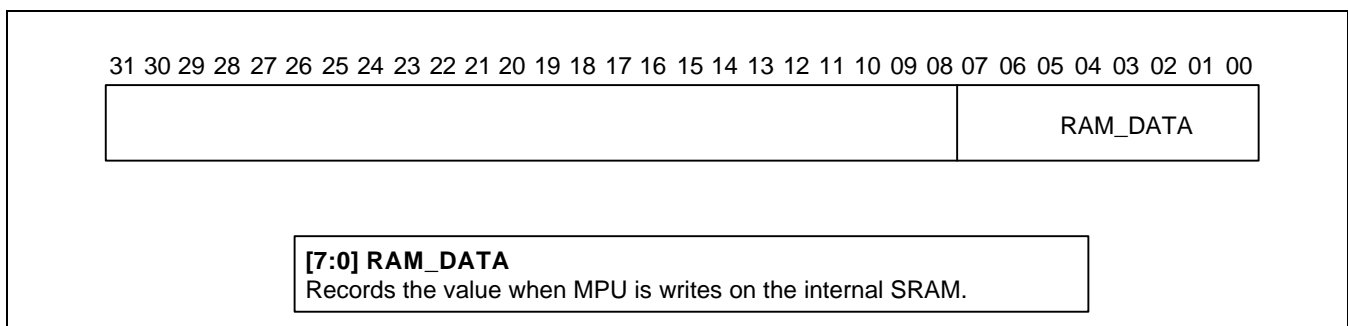 31 30 29 28 27 26 25 24 23 22 21 20 19 18 17 16 15 14 13 12 11 10 09 08 07 06 05 04 03 02 01 00
RAM_DATA
[7:0] RAM_DATA
Records the value when MPU is writes on the internal SRAM.